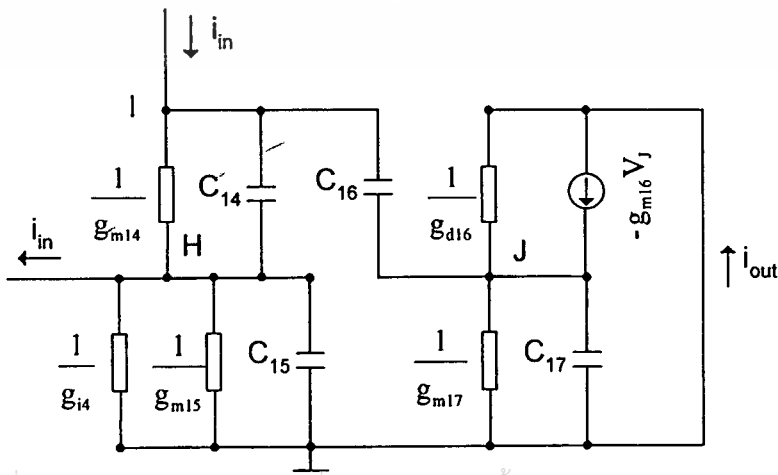 i_in
1
1/g_m14
C_14
C_16
1/g_d16
-g_m16 V_J
i_in
H
J
i_out
1/g_i4
1/g_m15
C_15
1/g_m17
C_17